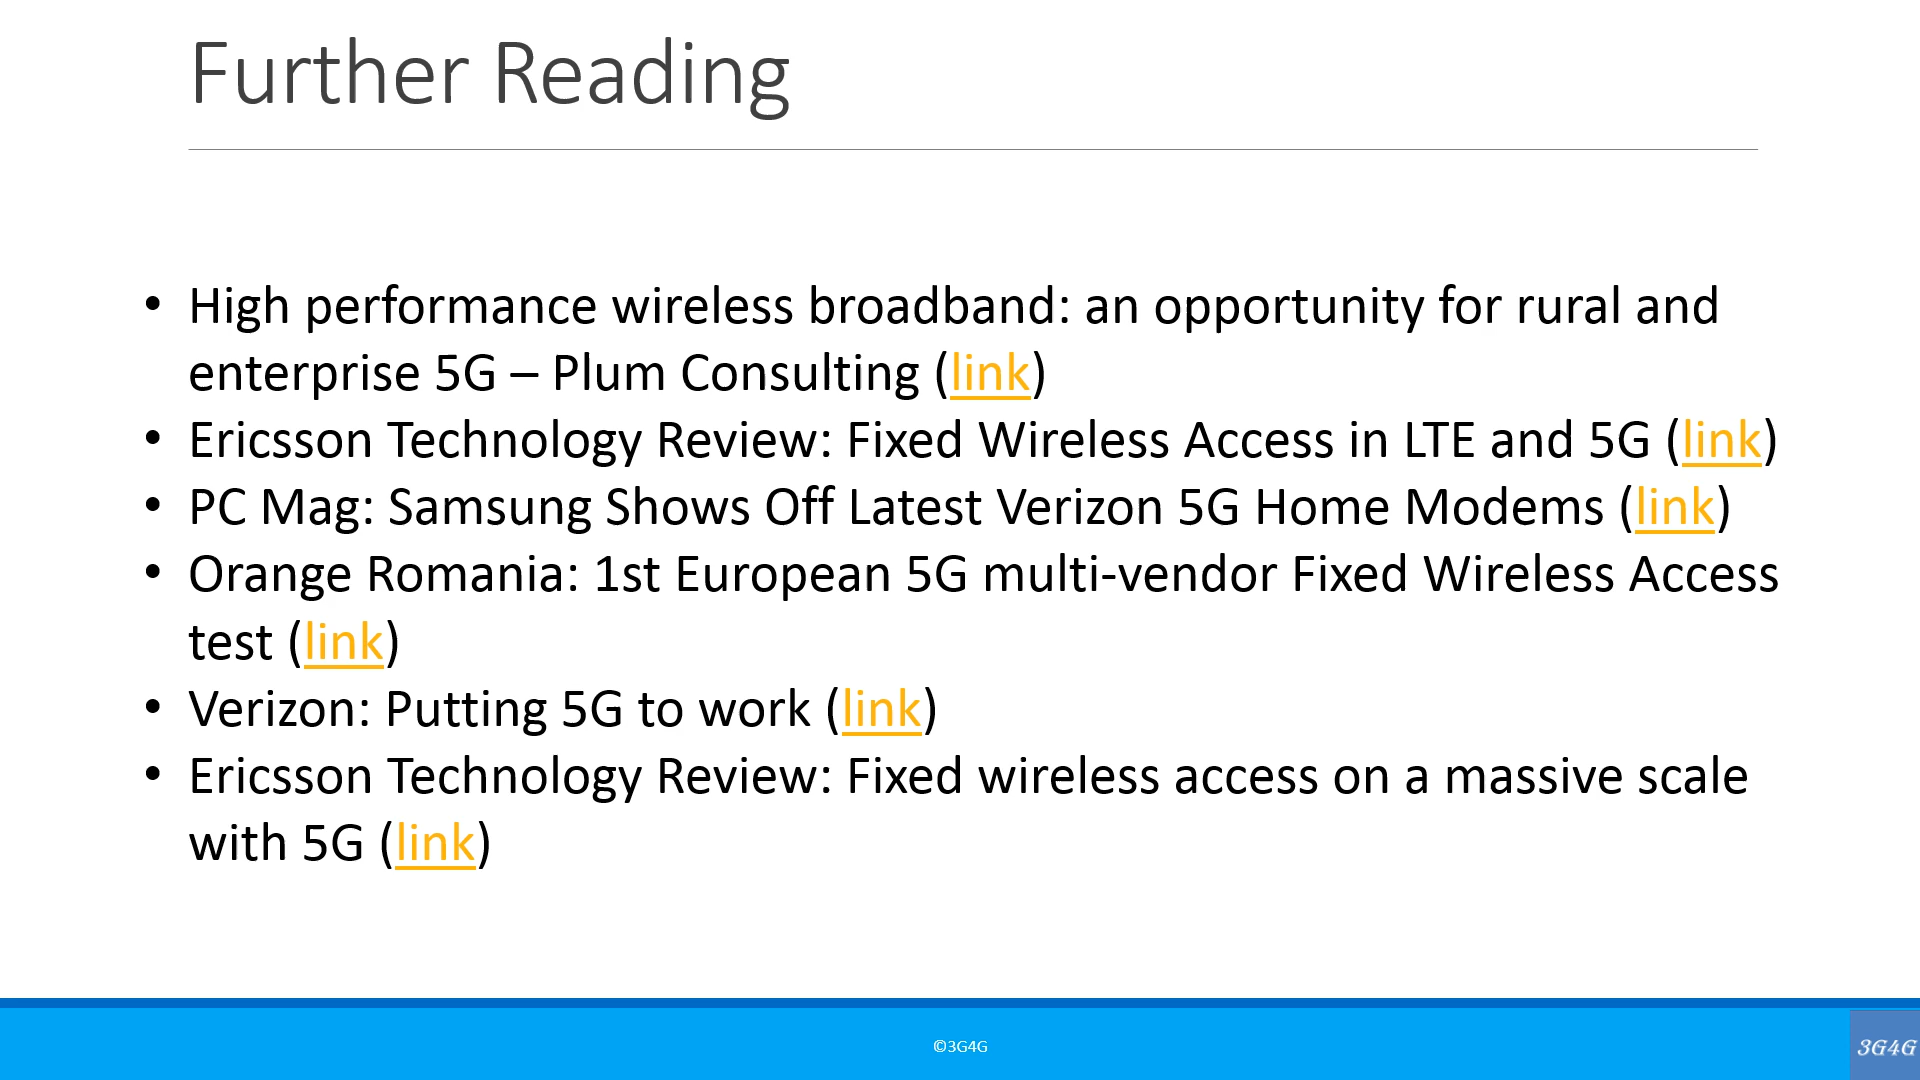 Further Reading
• High performance wireless broadband: an opportunity for rural and
enterprise 5G – Plum Consulting (link)
• Ericsson Technology Review: Fixed Wireless Access in LTE and 5G (link)
• PC Mag: Samsung Shows Off Latest Verizon 5G Home Modems (link)
• Orange Romania: 1st European 5G multi-vendor Fixed Wireless Access
test (link)
• Verizon: Putting 5G to work (link)
• Ericsson Technology Review: Fixed wireless access on a massive scale
with 5G (link)
©3G4G
3G4G